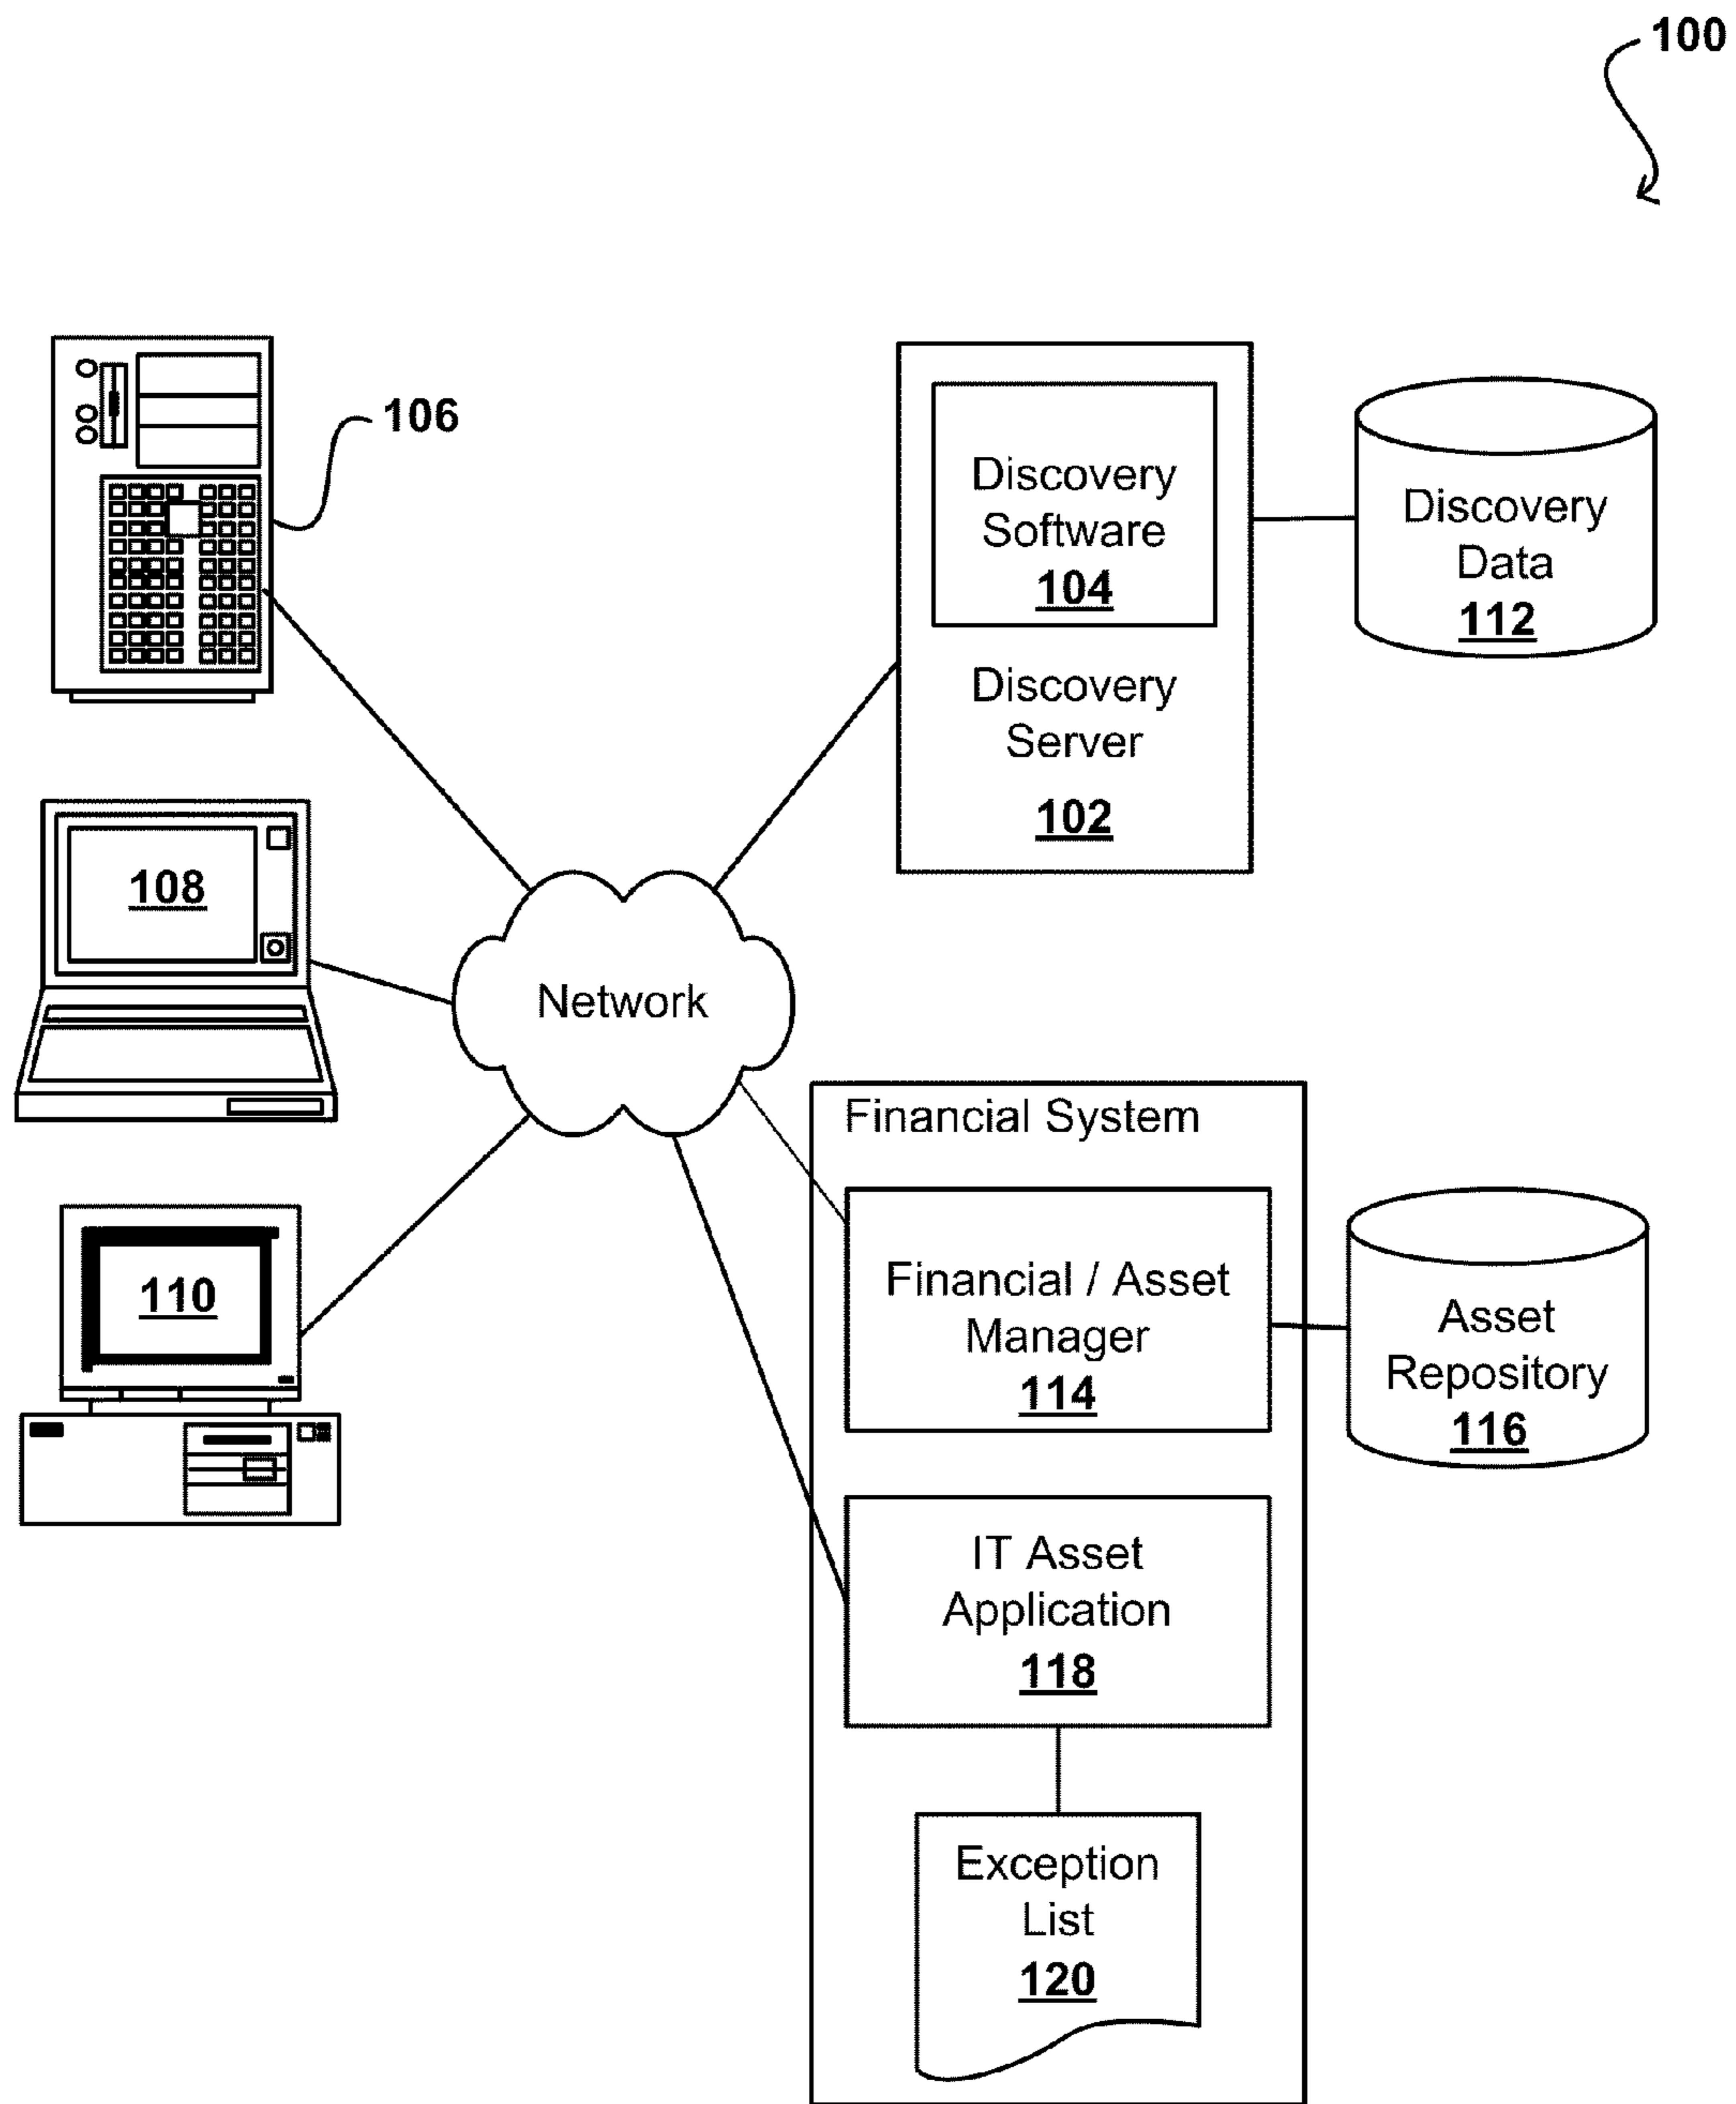 100
106
Discovery
Software
104
Discovery
Server
102
Discovery
Data
112
108
Network
110
Financial System
Financial / Asset
Manager
114
Asset
Repository
116
IT Asset
Application
118
Exception
List
120